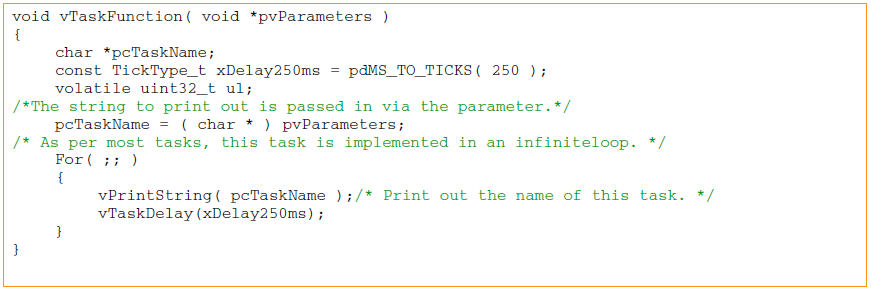 void vTaskFunction( void *pvParameters )
{
     char *pcTaskName;
     const TickType_t xDelay250ms = pdMS_TO_TICKS( 250 );
     volatile uint32_t ul;
/*The string to print out is passed in via the parameter.*/
     pcTaskName = ( char * ) pvParameters;
/* As per most tasks, this task is implemented in an infiniteloop. */
     For( ;; )
     {
          vPrintString( pcTaskName );/* Print out the name of this task. */
          vTaskDelay(xDelay250ms);
     }
}